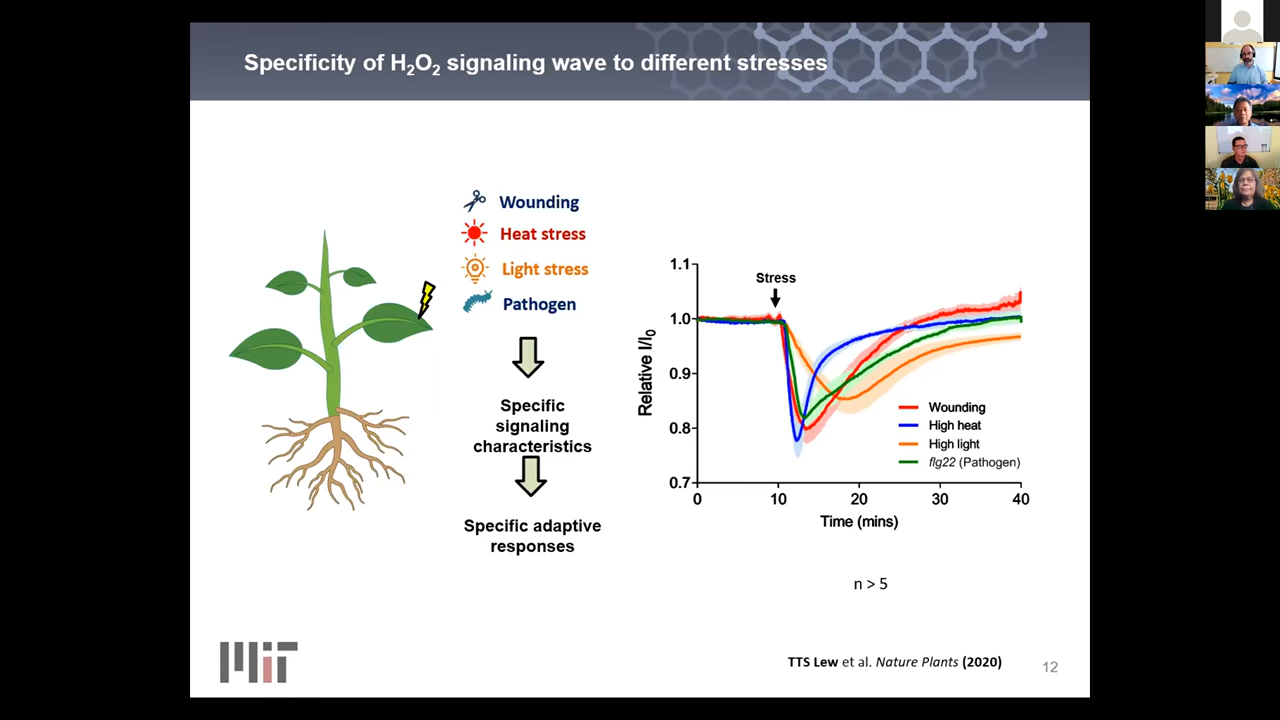 Specificity of H₂O₂ signaling wave to different stresses
Wounding
Heat stress
Light stress
Pathogen
Specific
signaling
characteristics
Specific adaptive
responses
1.1
1.0
0.9
0.8
0.7
Relative I/I₀
Stress
Wounding
High heat
High light
flg22 (Pathogen)
0
10
20
30
40
Time (mins)
n > 5
MIT
TTS Lew et al. Nature Plants (2020)
12